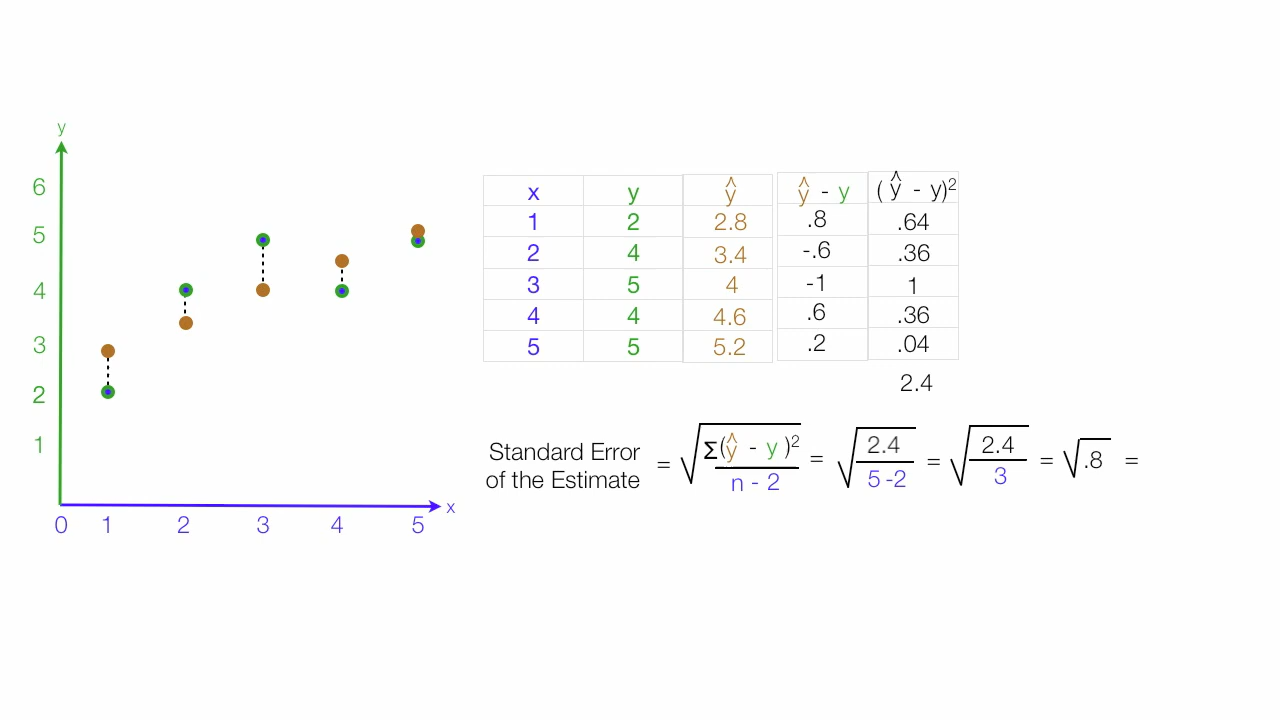 y
6
5
4
3
2
1
0 1 2 3 4 5 x
x y ŷ ŷ - y (ŷ - y)²
1 2 2.8 .8 .64
2 4 3.4 -.6 .36
3 5 4 -1 1
4 4 4.6 .6 .36
5 5 5.2 .2 .04
2.4
Standard Error
of the Estimate = √(Σ(ŷ - y)² / n - 2) = √(2.4 / 5 -2) = √(2.4 / 3) = √.8 =